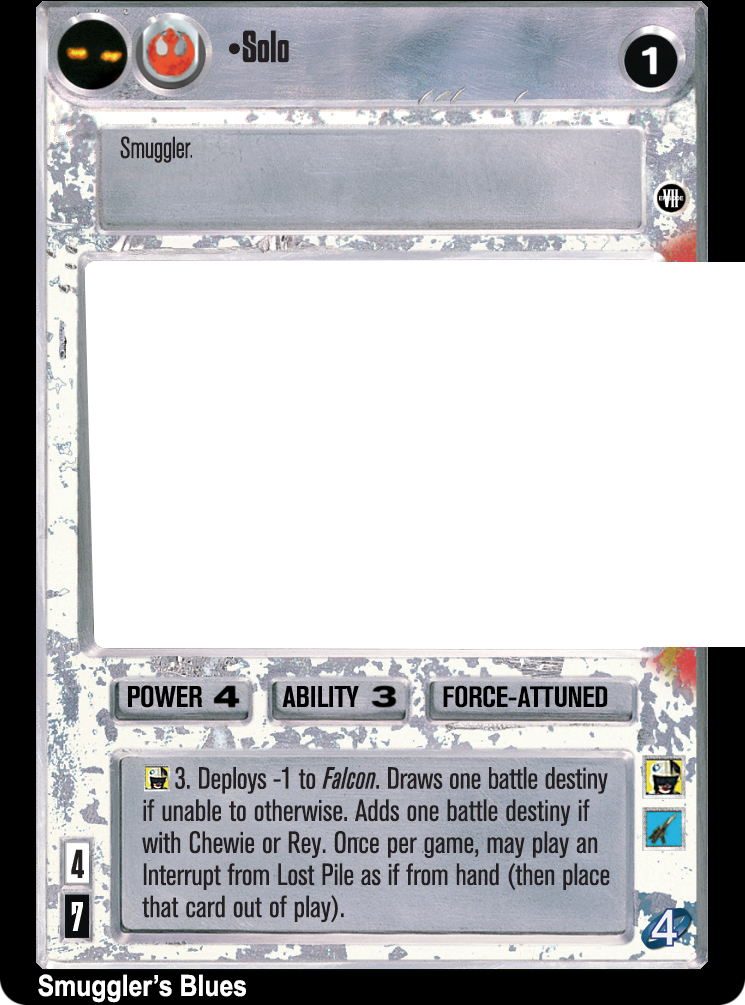 •Solo
1
Smuggler.
EPISODE VII
POWER 4
ABILITY 3
FORCE-ATTUNED
3. Deploys -1 to Falcon. Draws one battle destiny
if unable to otherwise. Adds one battle destiny if
with Chewie or Rey. Once per game, may play an
Interrupt from Lost Pile as if from hand (then place
that card out of play).
4
7
4
Smuggler's Blues